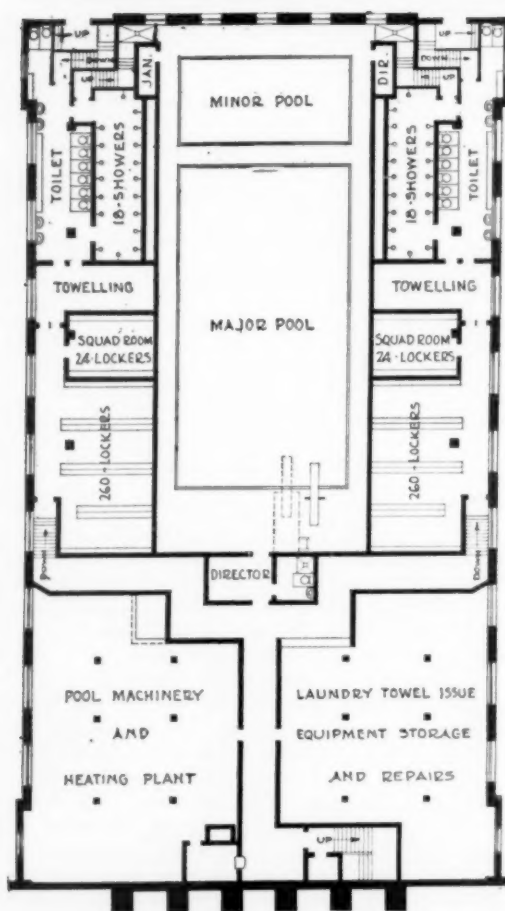 UP
DOWN
UP
JAN.
TOILET
18-SHOWERS
MINOR POOL
DIR.
UP
DOWN
UP
18-SHOWERS
TOILET
TOWELLING
SQUAD ROOM
24-LOCKERS
260-LOCKERS
MAJOR POOL
TOWELLING
SQUAD ROOM
24-LOCKERS
260-LOCKERS
DOWN
DIRECTOR
DOWN
POOL MACHINERY
AND
HEATING PLANT
LAUNDRY TOWEL ISSUE
EQUIPMENT STORAGE
AND REPAIRS
UP